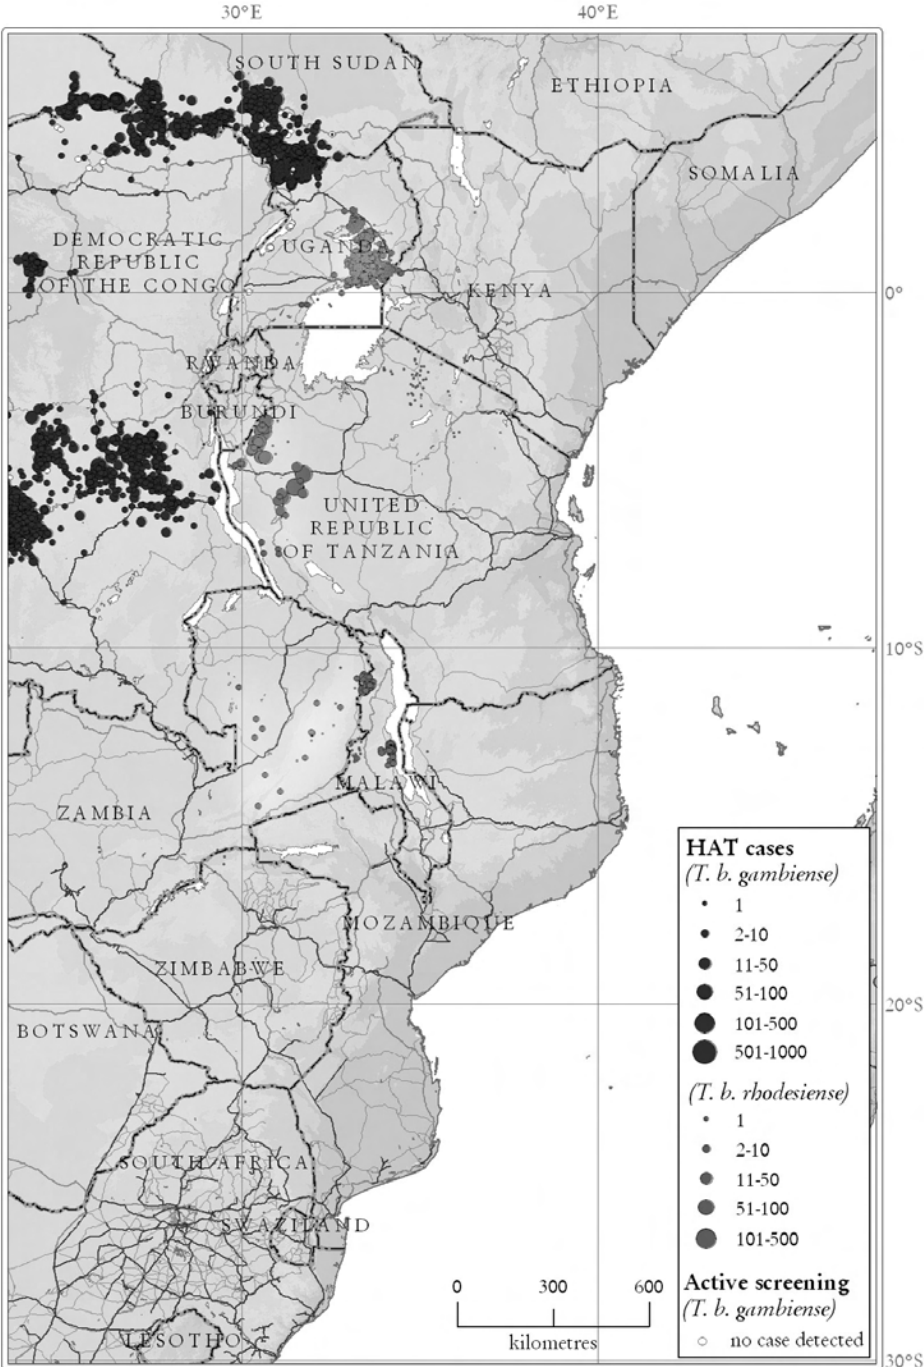 30°E 40°E
SOUTH SUDAN
ETHIOPIA
SOMALIA
DEMOCRATIC
REPUBLIC
OF THE CONGO
UGANDA
KENYA
0°
RWANDA
BURUNDI
UNITED
REPUBLIC
OF TANZANIA
10°S
MALAWI
ZAMBIA
MOZAMBIQUE
ZIMBABWE
20°S
BOTSWANA
SOUTH AFRICA
SWAZILAND
LESOTHO
30°S
HAT cases
(T. b. gambiense)
1
2-10
11-50
51-100
101-500
501-1000
(T. b. rhodesiense)
1
2-10
11-50
51-100
101-500
Active screening
(T. b. gambiense)
no case detected
0 300 600
kilometres